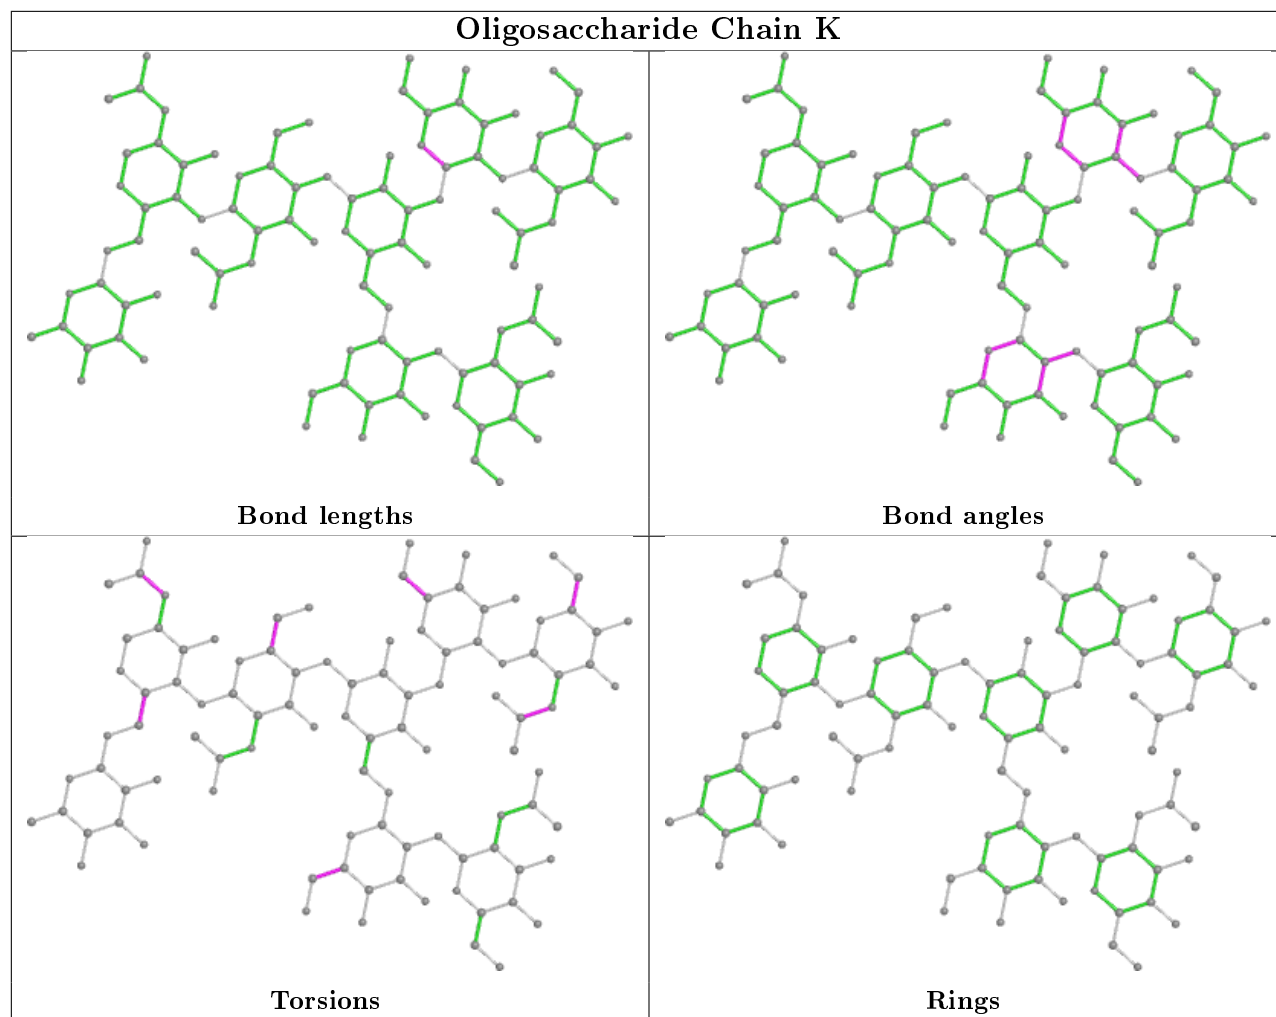 Oligosaccharide Chain K
Bond lengths
Bond angles
Torsions
Rings